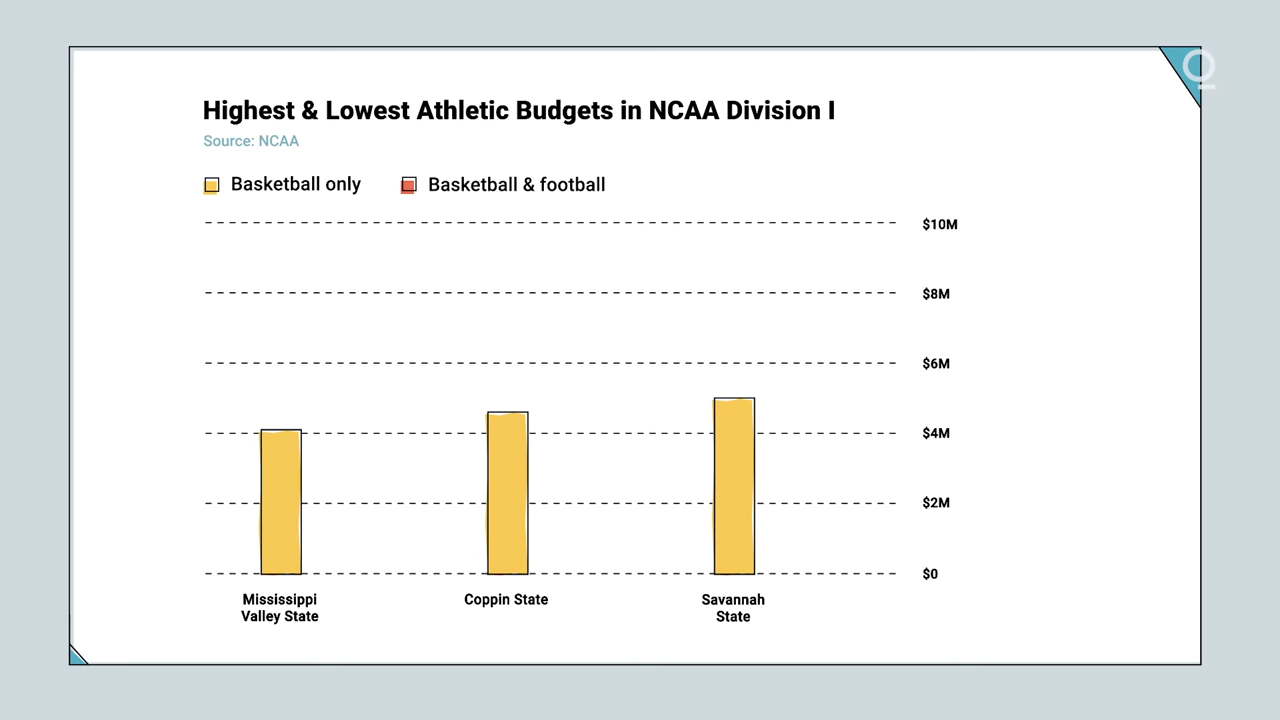 Highest & Lowest Athletic Budgets in NCAA Division I
Source: NCAA
Basketball only
Basketball & football
$10M
$8M
$6M
$4M
$2M
$0
Mississippi
Valley State
Coppin State
Savannah
State